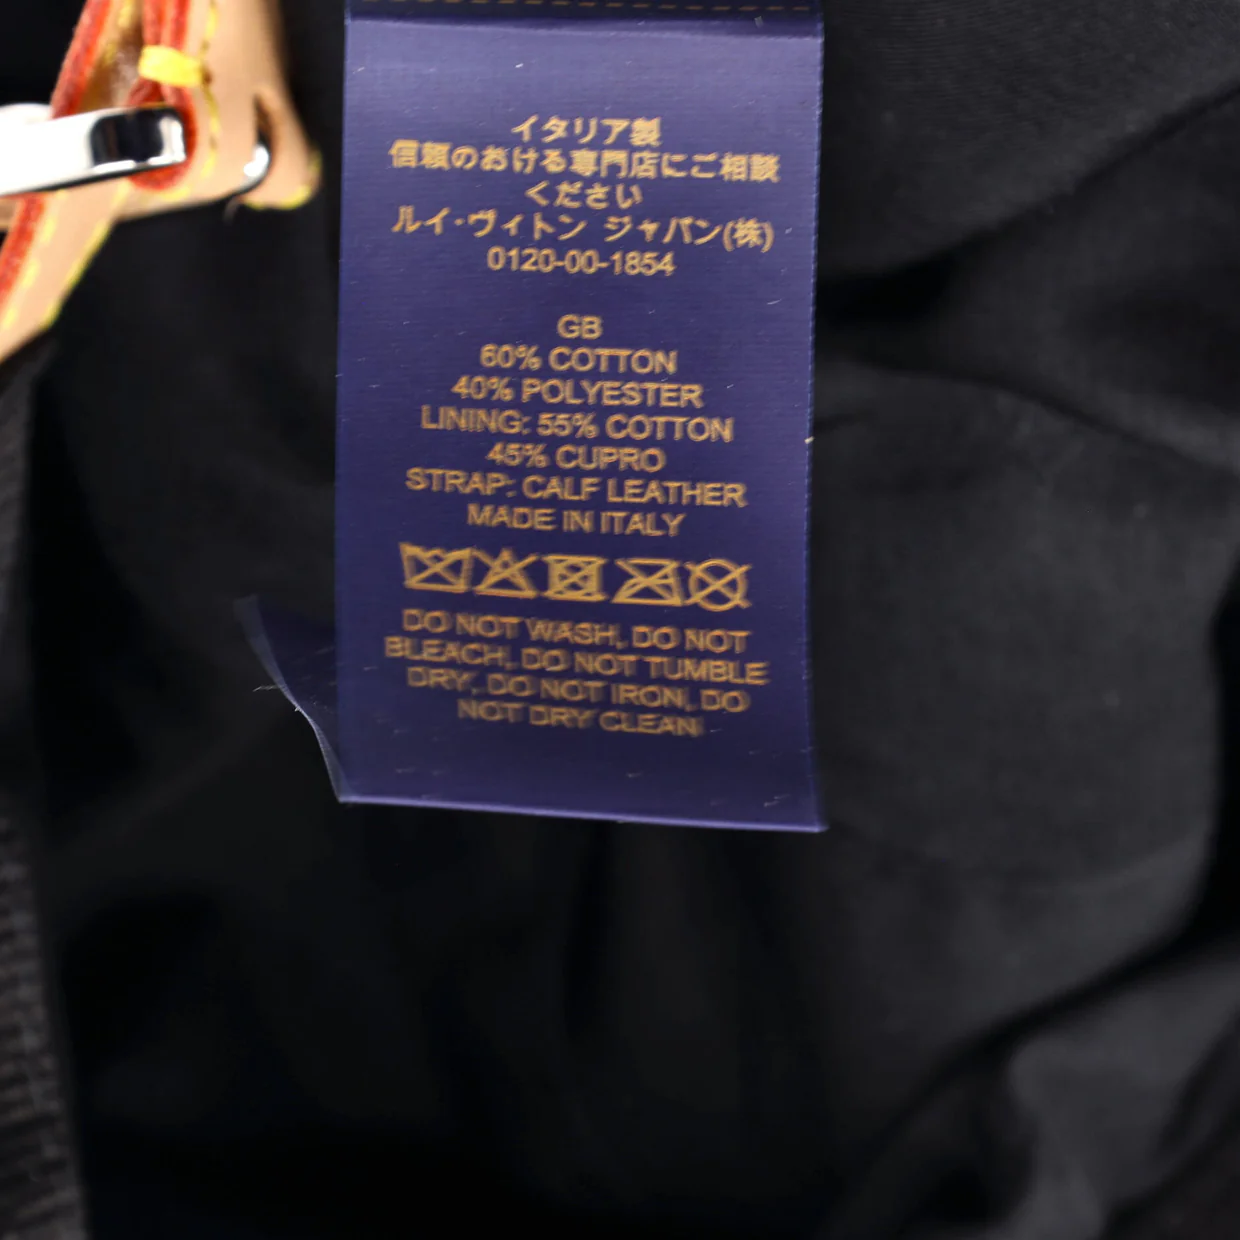 イタリア製
信頼のおける専門店にご相談
ください
ルイ・ヴィトン ジャパン(株)
0120-00-1854
GB
60% COTTON
40% POLYESTER
LINING: 55% COTTON
45% CUPRO
STRAP: CALF LEATHER
MADE IN ITALY
DO NOT WASH, DO NOT
BLEACH, DO NOT TUMBLE
DRY, DO NOT IRON, DO
NOT DRY CLEAN